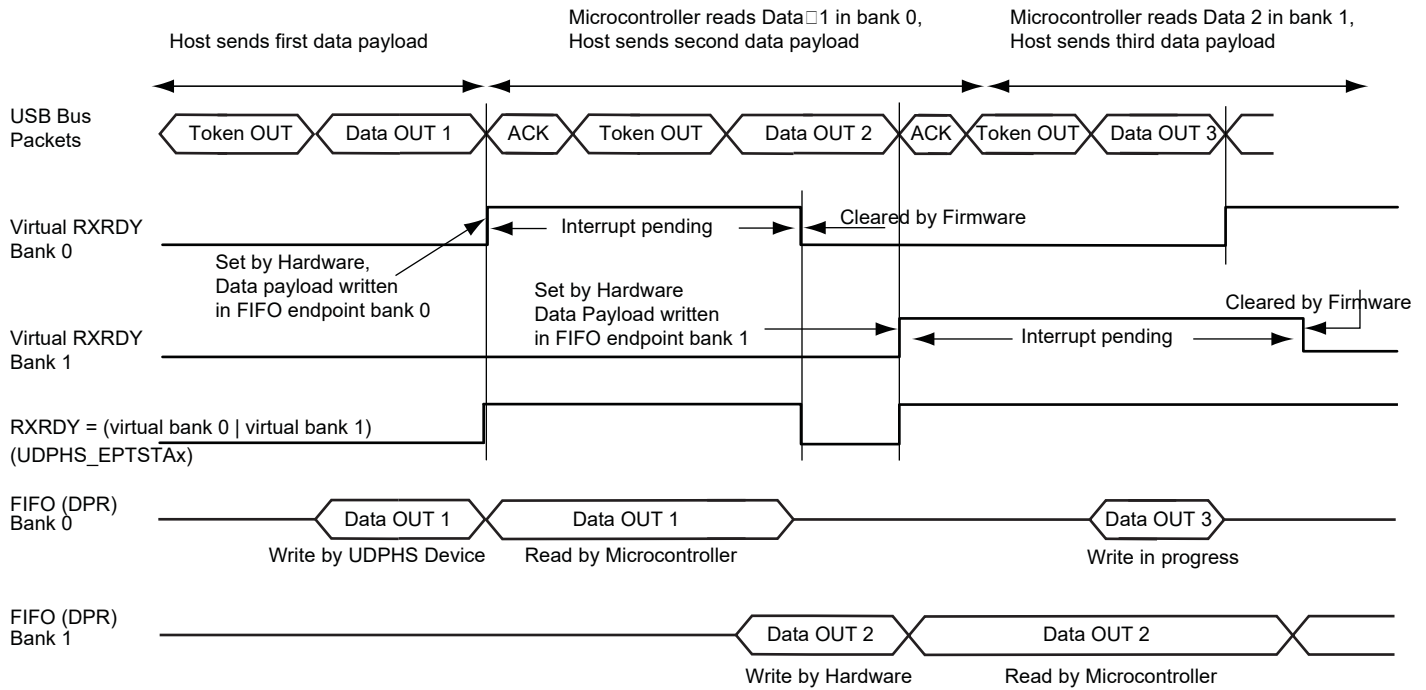 Host sends first data payload
Microcontroller reads Data□1 in bank 0,
Host sends second data payload
Microcontroller reads Data 2 in bank 1,
Host sends third data payload
USB Bus
Packets
Token OUT
Data OUT 1
ACK
Token OUT
Data OUT 2
ACK
Token OUT
Data OUT 3
Virtual RXRDY
Bank 0
Interrupt pending
Cleared by Firmware
Set by Hardware,
Data payload written
in FIFO endpoint bank 0
Set by Hardware
Data Payload written
in FIFO endpoint bank 1
Cleared by Firmware
Virtual RXRDY
Bank 1
Interrupt pending
RXRDY = (virtual bank 0 | virtual bank 1)
(UDPHS_EPTSTAx)
FIFO (DPR)
Bank 0
Data OUT 1
Data OUT 1
Data OUT 3
Write by UDPHS Device
Read by Microcontroller
Write in progress
FIFO (DPR)
Bank 1
Data OUT 2
Data OUT 2
Write by Hardware
Read by Microcontroller